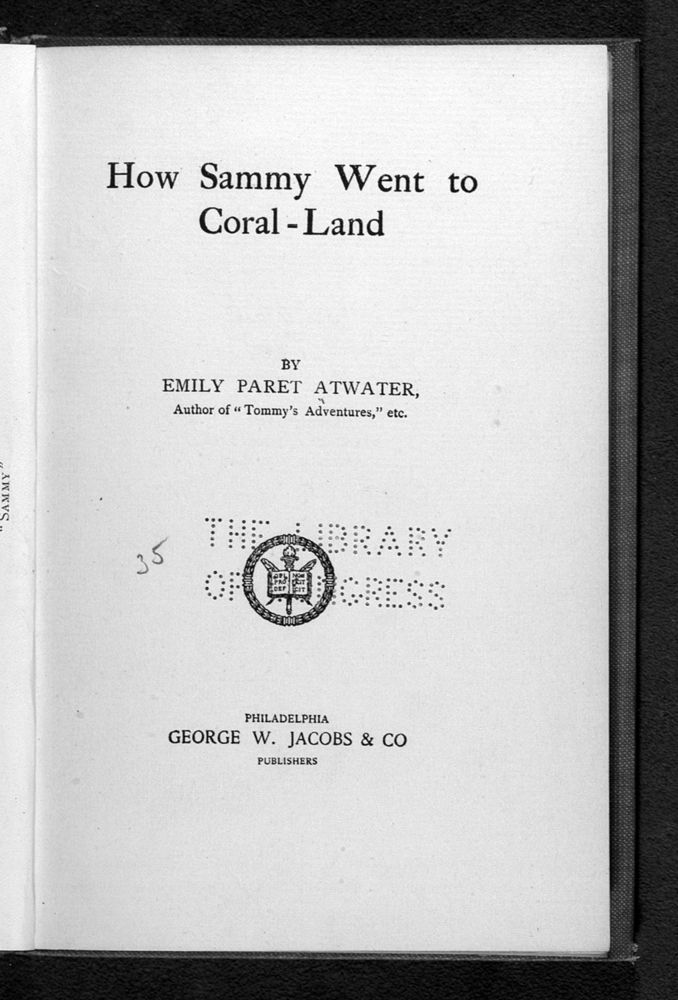 How Sammy Went to
Coral-Land
BY
EMILY PARET ATWATER,
Author of "Tommy's Adventures," etc.
35
THE LIBRARY
OF CONGRESS
PHILADELPHIA
GEORGE W. JACOBS & CO
PUBLISHERS
"SAMMY"